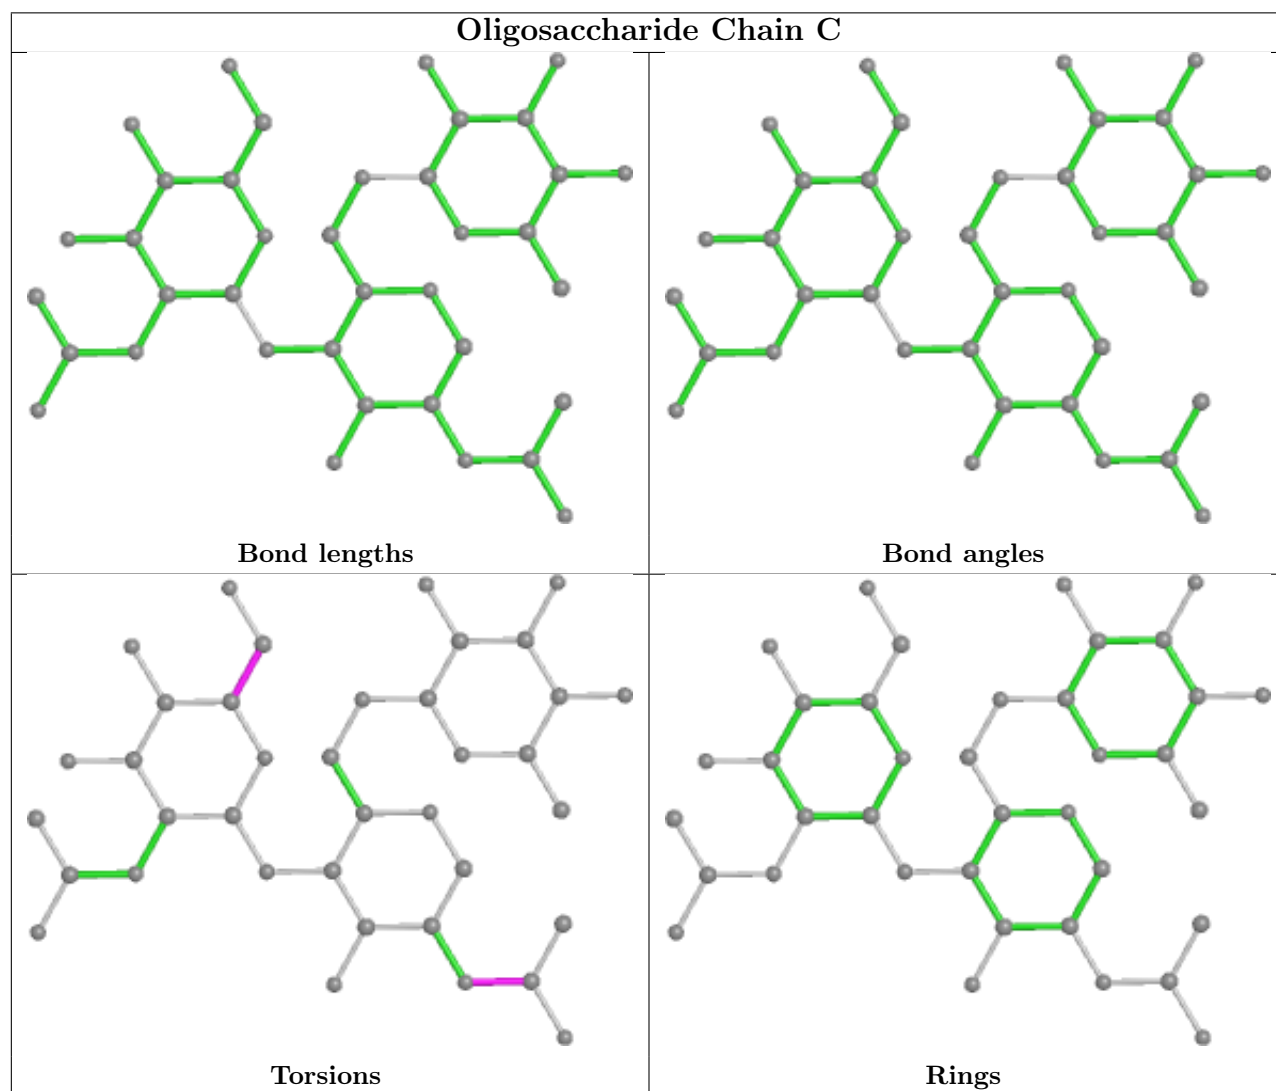 Oligosaccharide Chain C
Bond lengths
Bond angles
Torsions
Rings